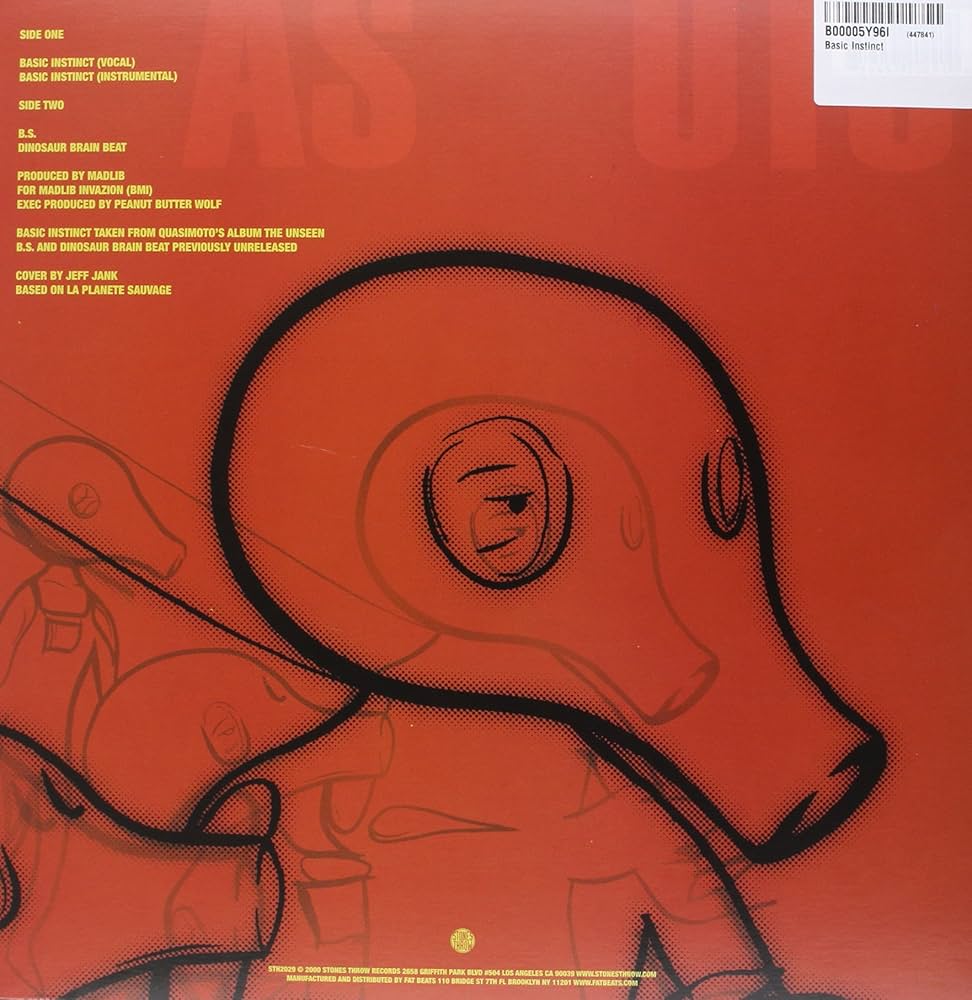 SIDE ONE
BASIC INSTINCT (VOCAL)
BASIC INSTINCT (INSTRUMENTAL)
SIDE TWO
B.S.
DINOSAUR BRAIN BEAT
PRODUCED BY MADLIB
FOR MADLIB INVAZION (BMI)
EXEC PRODUCED BY PEANUT BUTTER WOLF
BASIC INSTINCT TAKEN FROM QUASIMOTO'S ALBUM THE UNSEEN
B.S. AND DINOSAUR BRAIN BEAT PREVIOUSLY UNRELEASED
COVER BY JEFF JANK
BASED ON LA PLANETE SAUVAGE
B00005Y96I (447841)
Basic Instinct
AS
STONES THROW
STH2029 © 2000 STONES THROW RECORDS 2658 GRIFFITH PARK BLVD #504 LOS ANGELES CA 90039 WWW.STONESTHROW.COM
MANUFACTURED AND DISTRIBUTED BY FAT BEATS 110 BRIDGE ST 7TH FL BROOKLYN NY 11201 WWW.FATBEATS.COM